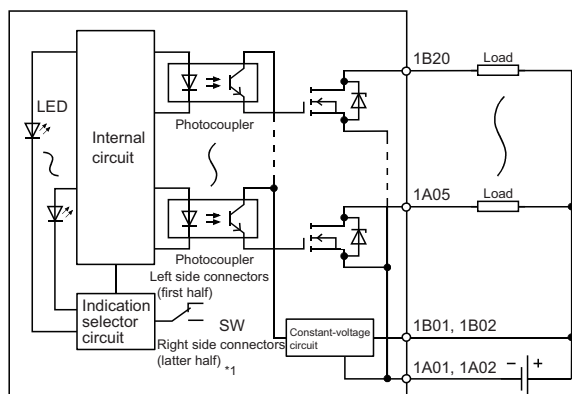 1B20
Load
LED
Photocoupler
Internal
circuit
1A05
Load
Photocoupler
Left side connectors
(first half)
Indication
selector
circuit
SW
Right side connectors
(latter half)
*1
Constant-voltage
circuit
1B01, 1B02
1A01, 1A02
− +